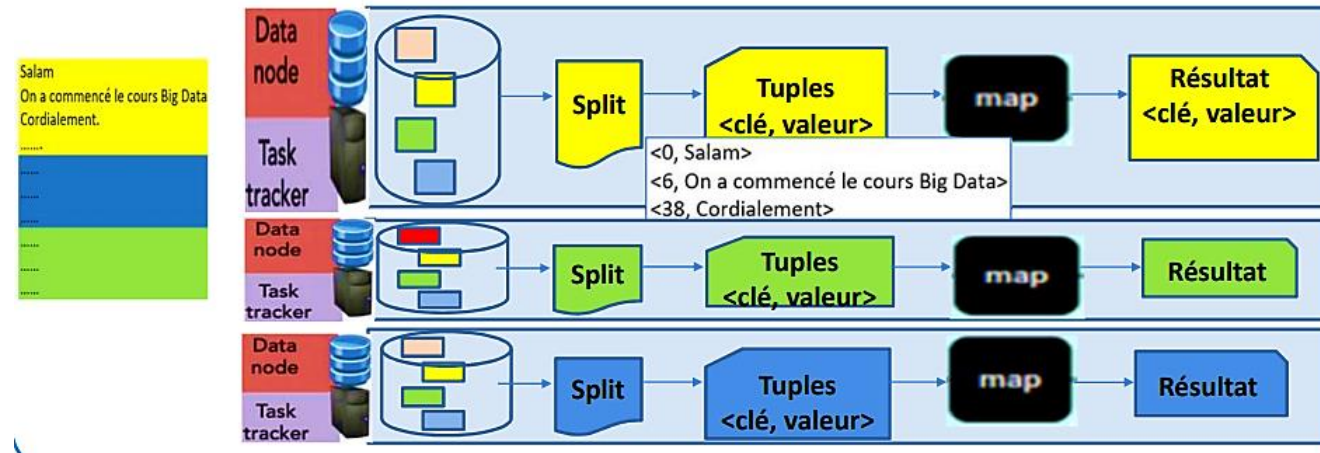 Salam
On a commencé le cours Big Data
Cordialement.
.......
......
......
......
......
......
......
Data
node
Task
tracker
Split
Tuples
<clé, valeur>
map
Résultat
<clé, valeur>
<0, Salam>
<6, On a commencé le cours Big Data>
<38, Cordialement>
Data
node
Task
tracker
Split
Tuples
<clé, valeur>
map
Résultat
Data
node
Task
tracker
Split
Tuples
<clé, valeur>
map
Résultat